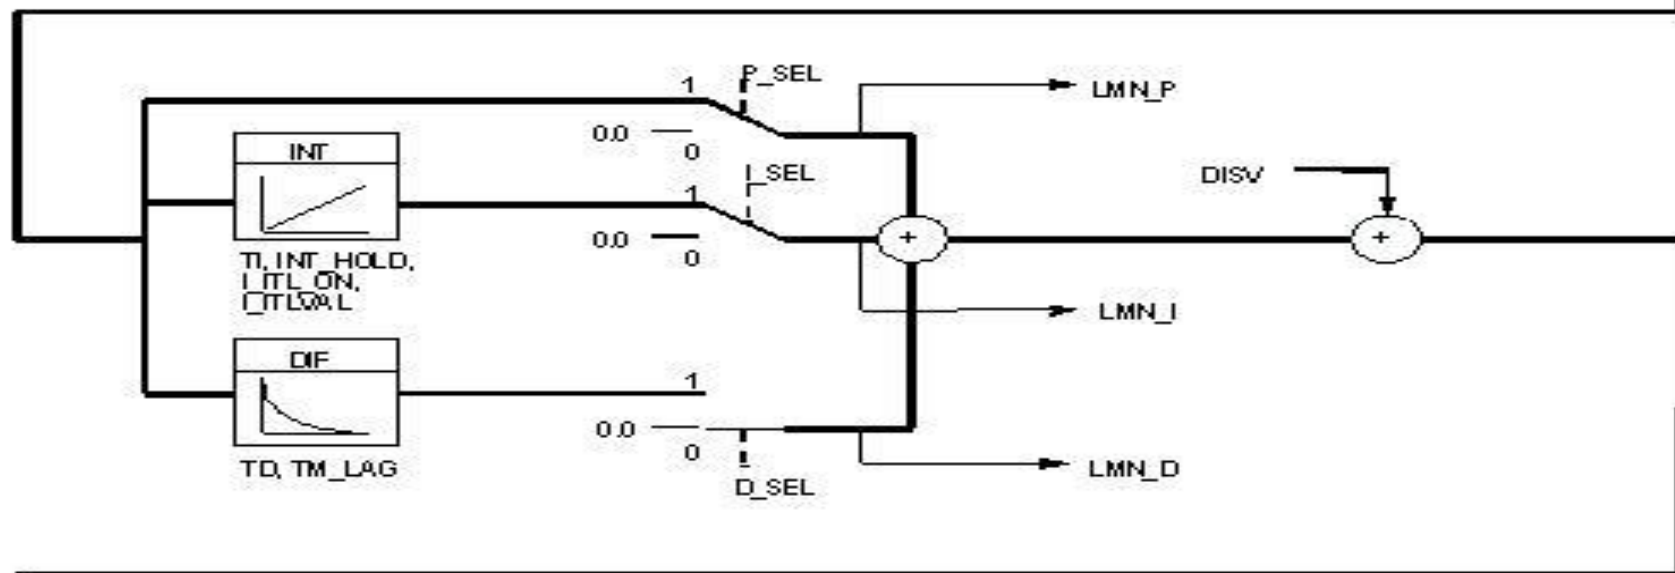 P_SEL
1
LMN_P
0.0
0
INT
I_SEL
1
DISV
0.0
0
+
+
TI, INT_HOLD,
I_ITL_ON,
I_ITLVAL
LMN_I
DIF
1
0.0
0
TD, TM_LAG
D_SEL
LMN_D